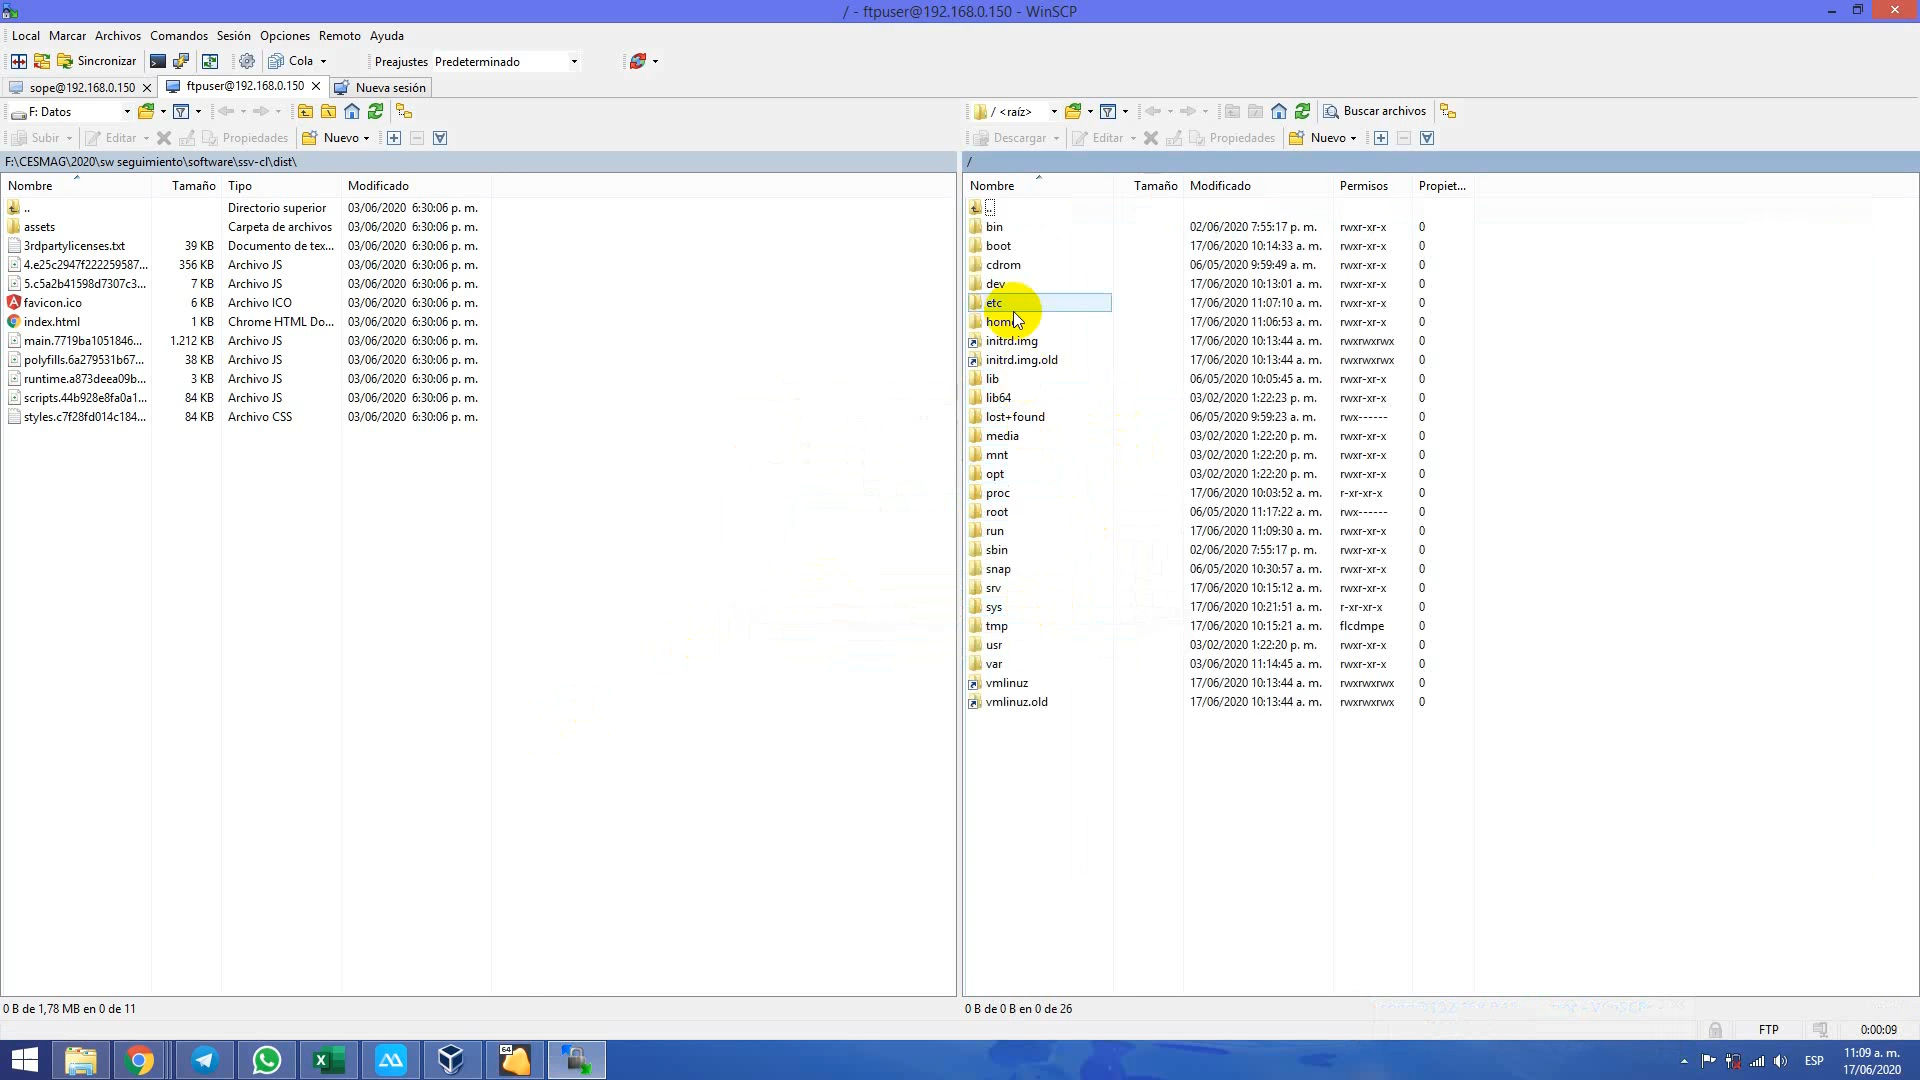 / - ftpuser@192.168.0.150 - WinSCP
Local Marcar Archivos Comandos Sesión Opciones Remoto Ayuda
Sincronizar Cola Preajustes Predeterminado
sope@192.168.0.150 ftpuser@192.168.0.150 Nueva sesión
F: Datos / <raíz> Buscar archivos
Subir Editar Propiedades Nuevo Descargar Editar Propiedades Nuevo
F:\CESMAG\2020\sw seguimiento\software\ssv-cl\dist\ /
Nombre Tamaño Tipo Modificado
.. Directorio superior 03/06/2020 6:30:06 p. m.
assets Carpeta de archivos 03/06/2020 6:30:06 p. m.
3rdpartylicenses.txt 39 KB Documento de tex... 03/06/2020 6:30:06 p. m.
4.e25c2947f222259587... 356 KB Archivo JS 03/06/2020 6:30:06 p. m.
5.c5a2b41598d7307c3... 7 KB Archivo JS 03/06/2020 6:30:06 p. m.
favicon.ico 6 KB Archivo ICO 03/06/2020 6:30:06 p. m.
index.html 1 KB Chrome HTML Do... 03/06/2020 6:30:06 p. m.
main.7719ba1051846... 1.212 KB Archivo JS 03/06/2020 6:30:06 p. m.
polyfills.6a279531b67... 38 KB Archivo JS 03/06/2020 6:30:06 p. m.
runtime.a873deea09b... 3 KB Archivo JS 03/06/2020 6:30:06 p. m.
scripts.44b928e8fa0a1... 84 KB Archivo JS 03/06/2020 6:30:06 p. m.
styles.c7f28fd014c184... 84 KB Archivo CSS 03/06/2020 6:30:06 p. m.
Nombre Tamaño Modificado Permisos Propiet...
..
bin 02/06/2020 7:55:17 p. m. rwxr-xr-x 0
boot 17/06/2020 10:14:33 a. m. rwxr-xr-x 0
cdrom 06/05/2020 9:59:49 a. m. rwxr-xr-x 0
dev 17/06/2020 10:13:01 a. m. rwxr-xr-x 0
etc 17/06/2020 11:07:10 a. m. rwxr-xr-x 0
home 17/06/2020 11:06:53 a. m. rwxr-xr-x 0
initrd.img 17/06/2020 10:13:44 a. m. rwxrwxrwx 0
initrd.img.old 17/06/2020 10:13:44 a. m. rwxrwxrwx 0
lib 06/05/2020 10:05:45 a. m. rwxr-xr-x 0
lib64 03/02/2020 1:22:23 p. m. rwxr-xr-x 0
lost+found 06/05/2020 9:59:23 a. m. rwx------ 0
media 03/02/2020 1:22:20 p. m. rwxr-xr-x 0
mnt 03/02/2020 1:22:20 p. m. rwxr-xr-x 0
opt 03/02/2020 1:22:20 p. m. rwxr-xr-x 0
proc 17/06/2020 10:03:52 a. m. r-xr-xr-x 0
root 06/05/2020 11:17:22 a. m. rwx------ 0
run 17/06/2020 11:09:30 a. m. rwxr-xr-x 0
sbin 02/06/2020 7:55:17 p. m. rwxr-xr-x 0
snap 06/05/2020 10:30:57 a. m. rwxr-xr-x 0
srv 17/06/2020 10:15:12 a. m. rwxr-xr-x 0
sys 17/06/2020 10:21:51 a. m. r-xr-xr-x 0
tmp 17/06/2020 10:15:21 a. m. flcdmpe 0
usr 03/02/2020 1:22:20 p. m. rwxr-xr-x 0
var 03/06/2020 11:14:45 a. m. rwxr-xr-x 0
vmlinuz 17/06/2020 10:13:44 a. m. rwxrwxrwx 0
vmlinuz.old 17/06/2020 10:13:44 a. m. rwxrwxrwx 0
0 B de 1,78 MB en 0 de 11 0 B de 0 B en 0 de 26
FTP 0:00:09
64
ESP 11:09 a. m.
17/06/2020